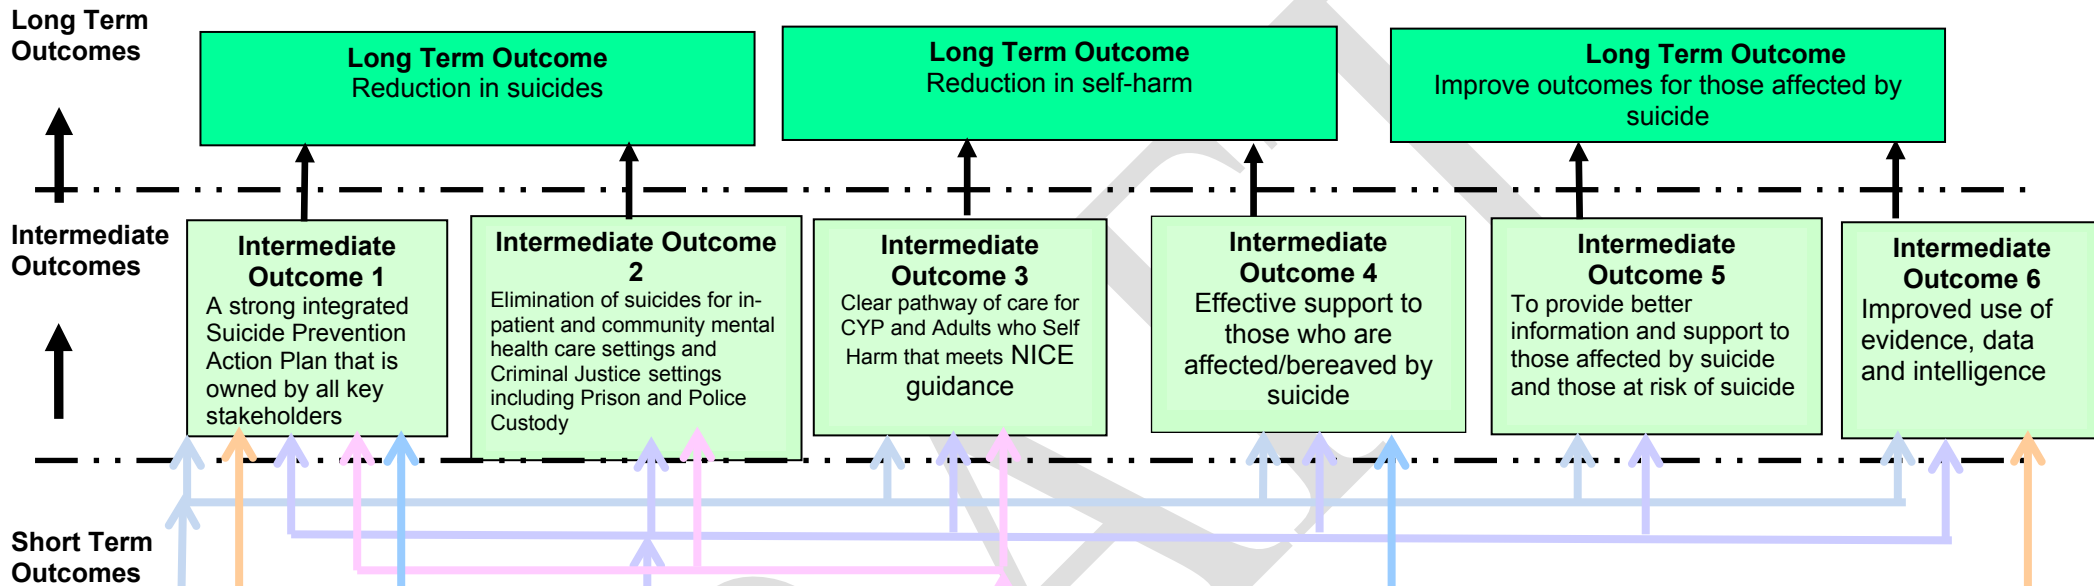 Long Term
Outcomes
Long Term Outcome
Reduction in suicides
Long Term Outcome
Reduction in self-harm
Long Term Outcome
Improve outcomes for those affected by
suicide
Intermediate
Outcomes
Intermediate
Outcome 1
A strong integrated
Suicide Prevention
Action Plan that is
owned by all key
stakeholders
Intermediate Outcome
2
Elimination of suicides for in-
patient and community mental
health care settings and
Criminal Justice settings
including Prison and Police
Custody
Intermediate
Outcome 3
Clear pathway of care for
CYP and Adults who Self
Harm that meets NICE
guidance
Intermediate
Outcome 4
Effective support to
those who are
affected/bereaved by
suicide
Intermediate
Outcome 5
To provide better
information and support to
those affected by suicide
and those at risk of suicide
Intermediate
Outcome 6
Improved use of
evidence, data
and intelligence
Short Term
Outcomes